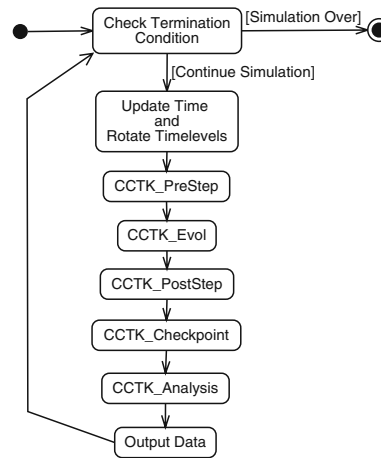 Check Termination
Condition
[Simulation Over]
[Continue Simulation]
Update Time
and
Rotate Timelevels
CCTK_PreStep
CCTK_Evol
CCTK_PostStep
CCTK_Checkpoint
CCTK_Analysis
Output Data